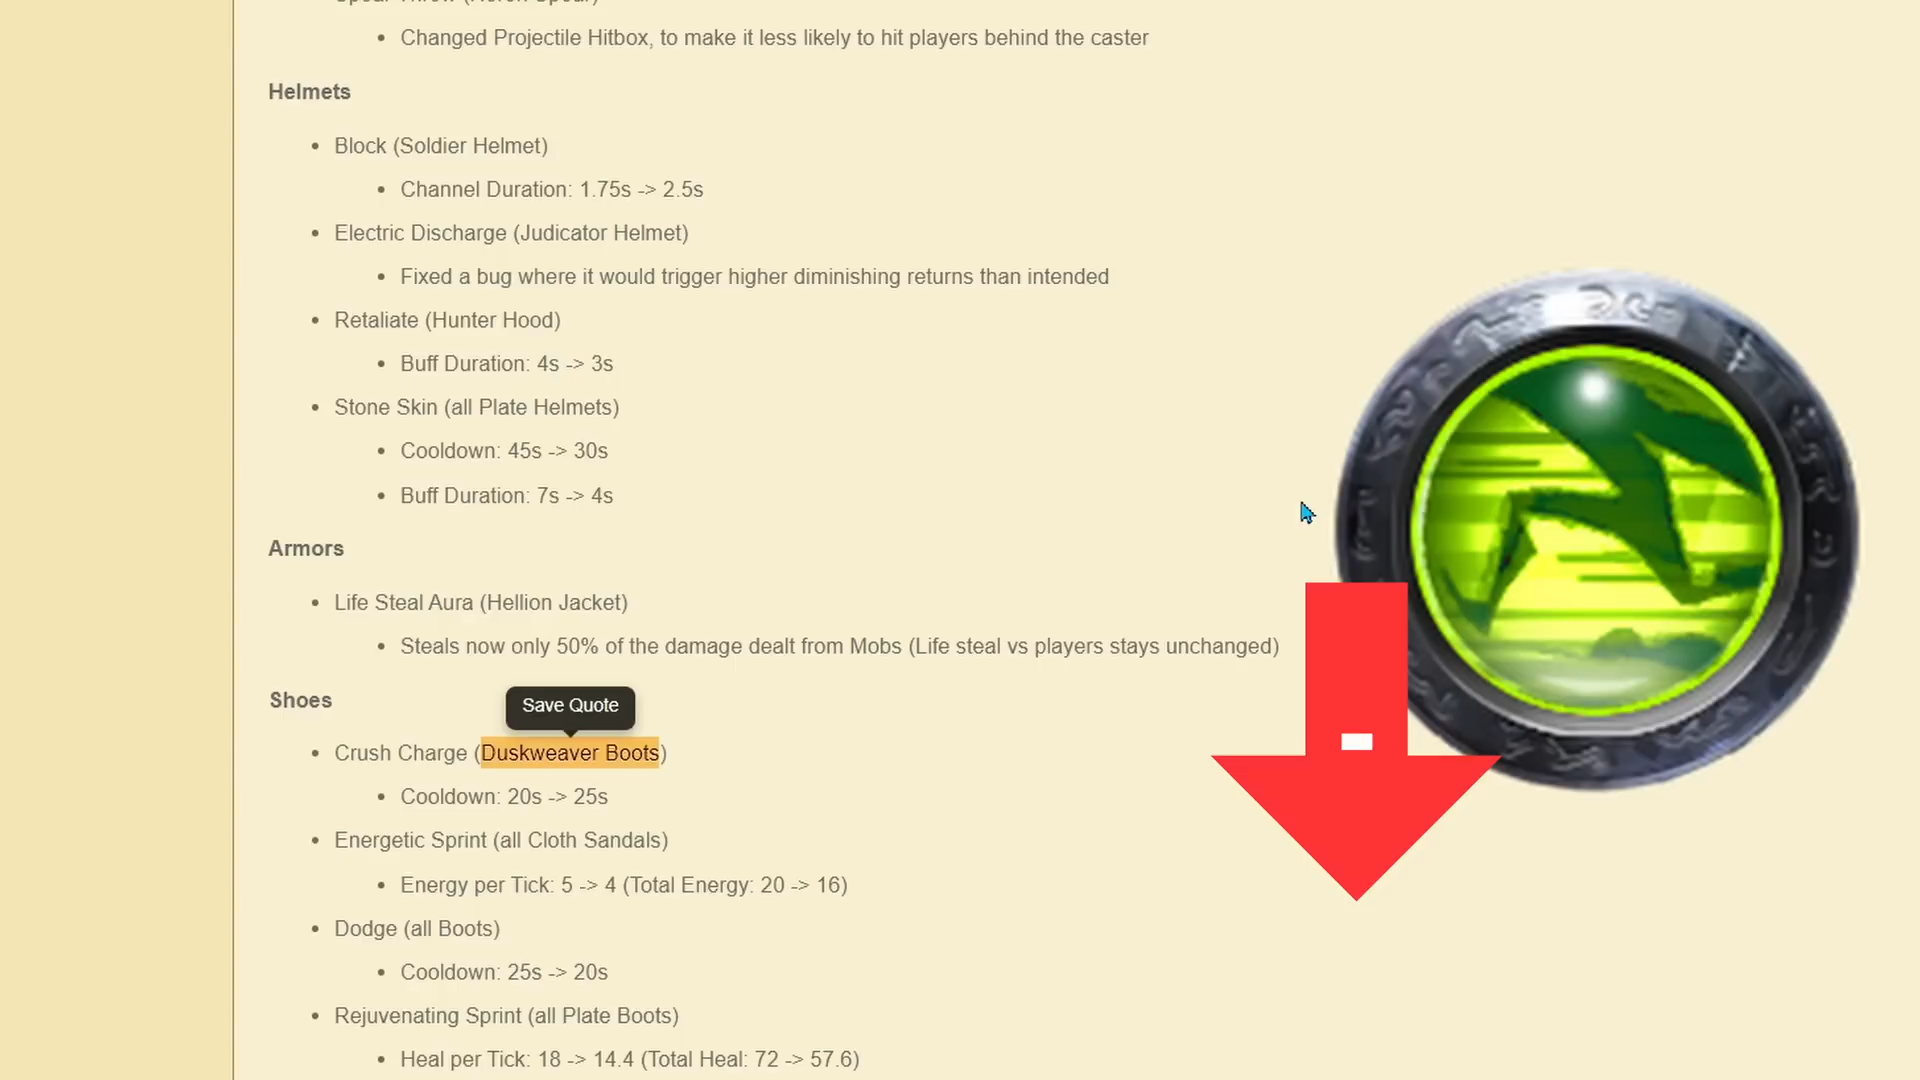 Changed Projectile Hitbox, to make it less likely to hit players behind the caster
Helmets
Block (Soldier Helmet)
Channel Duration: 1.75s -> 2.5s
Electric Discharge (Judicator Helmet)
Fixed a bug where it would trigger higher diminishing returns than intended
Retaliate (Hunter Hood)
Buff Duration: 4s -> 3s
Stone Skin (all Plate Helmets)
Cooldown: 45s -> 30s
Buff Duration: 7s -> 4s
Armors
Life Steal Aura (Hellion Jacket)
Steals now only 50% of the damage dealt from Mobs (Life steal vs players stays unchanged)
Shoes
Save Quote
Crush Charge (Duskweaver Boots)
Cooldown: 20s -> 25s
Energetic Sprint (all Cloth Sandals)
Energy per Tick: 5 -> 4 (Total Energy: 20 -> 16)
Dodge (all Boots)
Cooldown: 25s -> 20s
Rejuvenating Sprint (all Plate Boots)
Heal per Tick: 18 -> 14.4 (Total Heal: 72 -> 57.6)